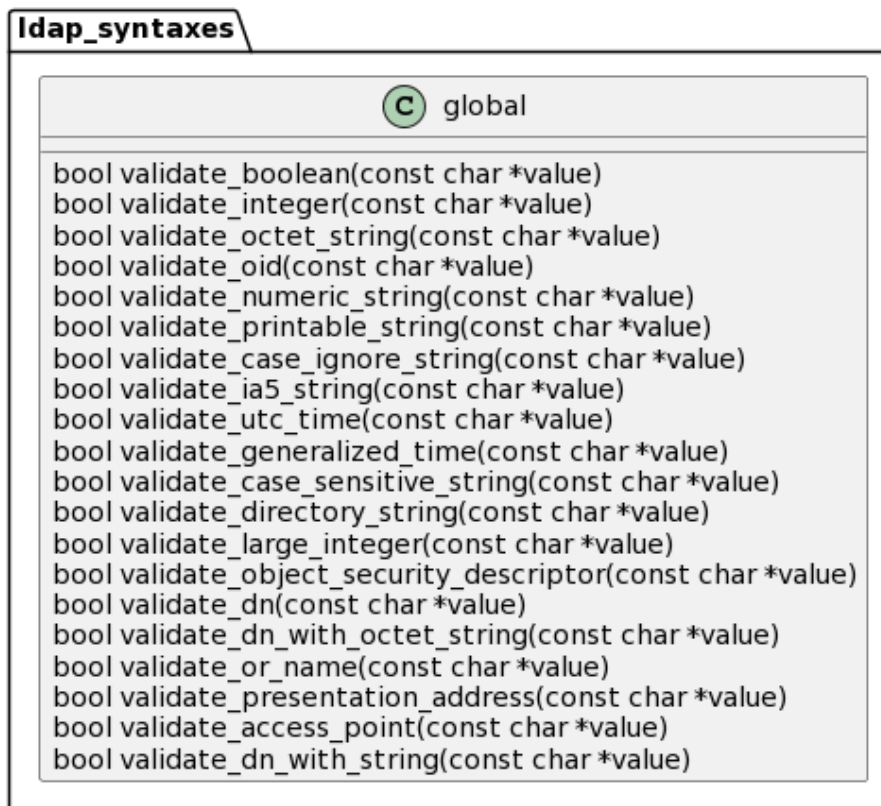 ldap_syntaxes
C global
bool validate_boolean(const char *value)
bool validate_integer(const char *value)
bool validate_octet_string(const char *value)
bool validate_oid(const char *value)
bool validate_numeric_string(const char *value)
bool validate_printable_string(const char *value)
bool validate_case_ignore_string(const char *value)
bool validate_ia5_string(const char *value)
bool validate_utc_time(const char *value)
bool validate_generalized_time(const char *value)
bool validate_case_sensitive_string(const char *value)
bool validate_directory_string(const char *value)
bool validate_large_integer(const char *value)
bool validate_object_security_descriptor(const char *value)
bool validate_dn(const char *value)
bool validate_dn_with_octet_string(const char *value)
bool validate_or_name(const char *value)
bool validate_presentation_address(const char *value)
bool validate_access_point(const char *value)
bool validate_dn_with_string(const char *value)